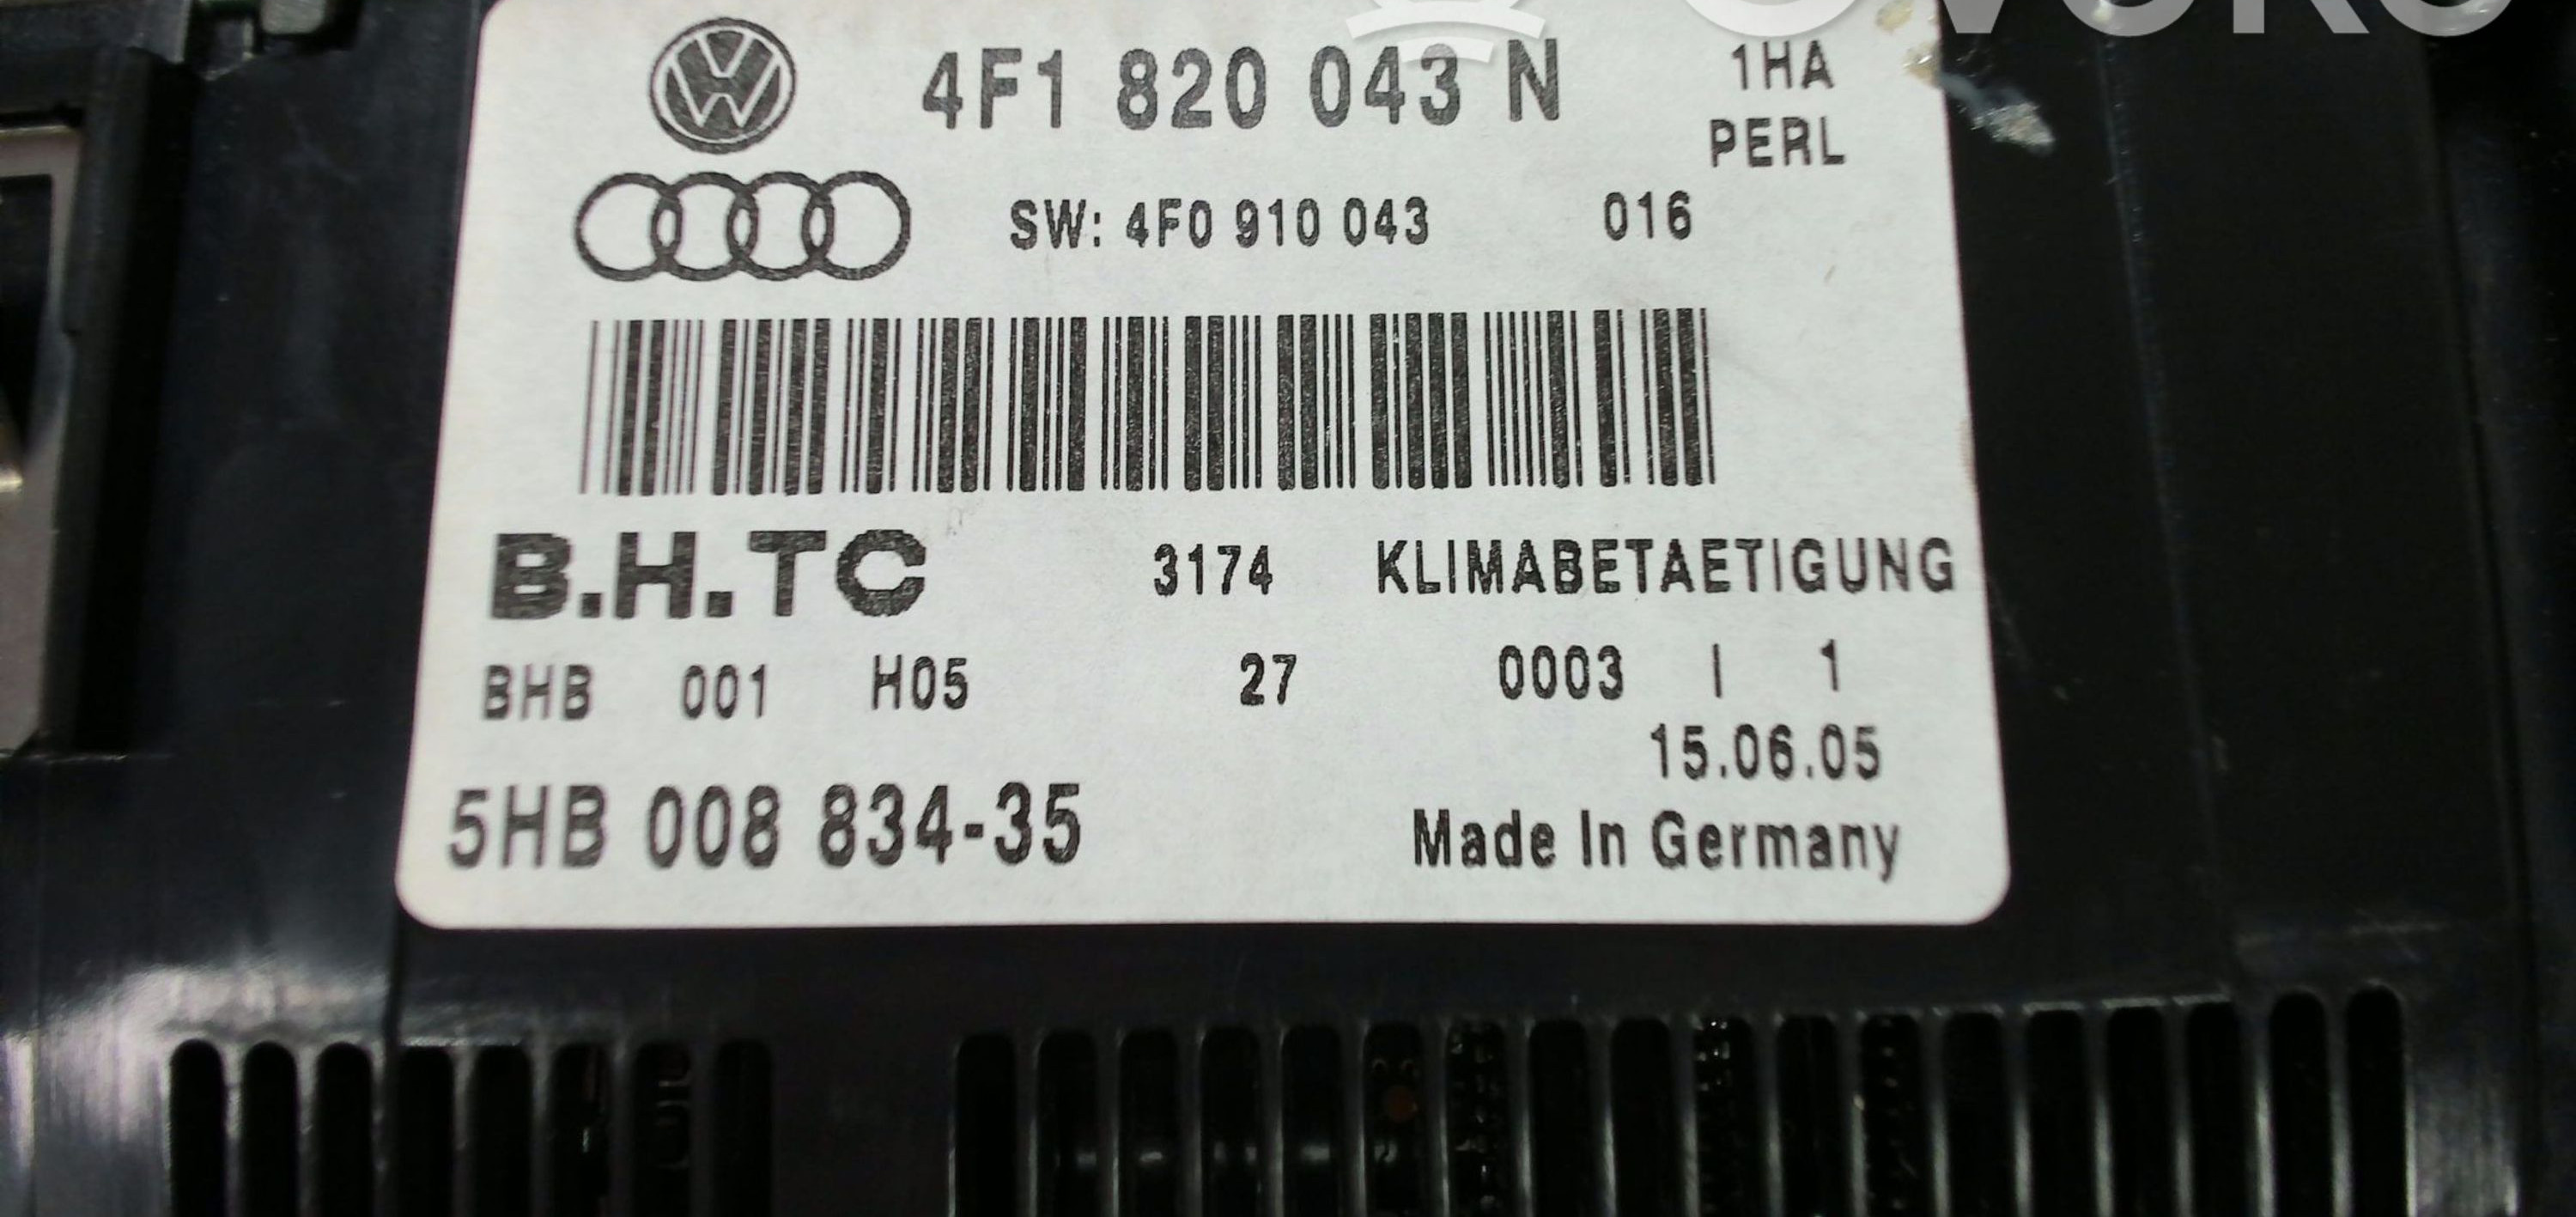 4F1 820 043 N 1HA
PERL
SW: 4F0 910 043 016
B.H.TC 3174 KLIMABETAETIGUNG
BHB 001 H05 27 0003 | 1
15.06.05
5HB 008 834-35 Made In Germany